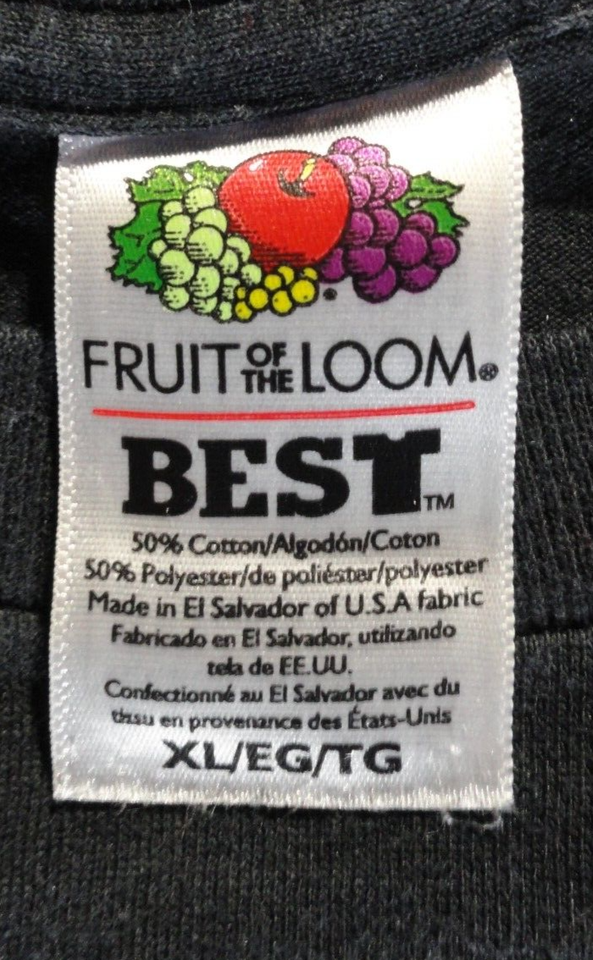 FRUIT OF THE LOOM®
BEST™
50% Cotton/Algodón/Coton
50% Polyester/de poliéster/polyester
Made in El Salvador of U.S.A fabric
Fabricado en El Salvador, utilizando
tela de EE.UU.
Confectionné au El Salvador avec du
tissu en provenance des États-Unis
XL/EG/TG